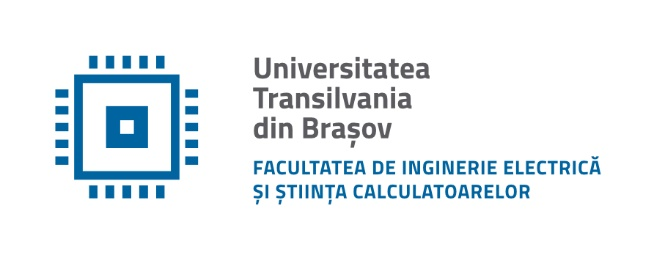 Universitatea
Transilvania
din Brașov
FACULTATEA DE INGINERIE ELECTRICĂ
ȘI ȘTIINȚA CALCULATOARELOR